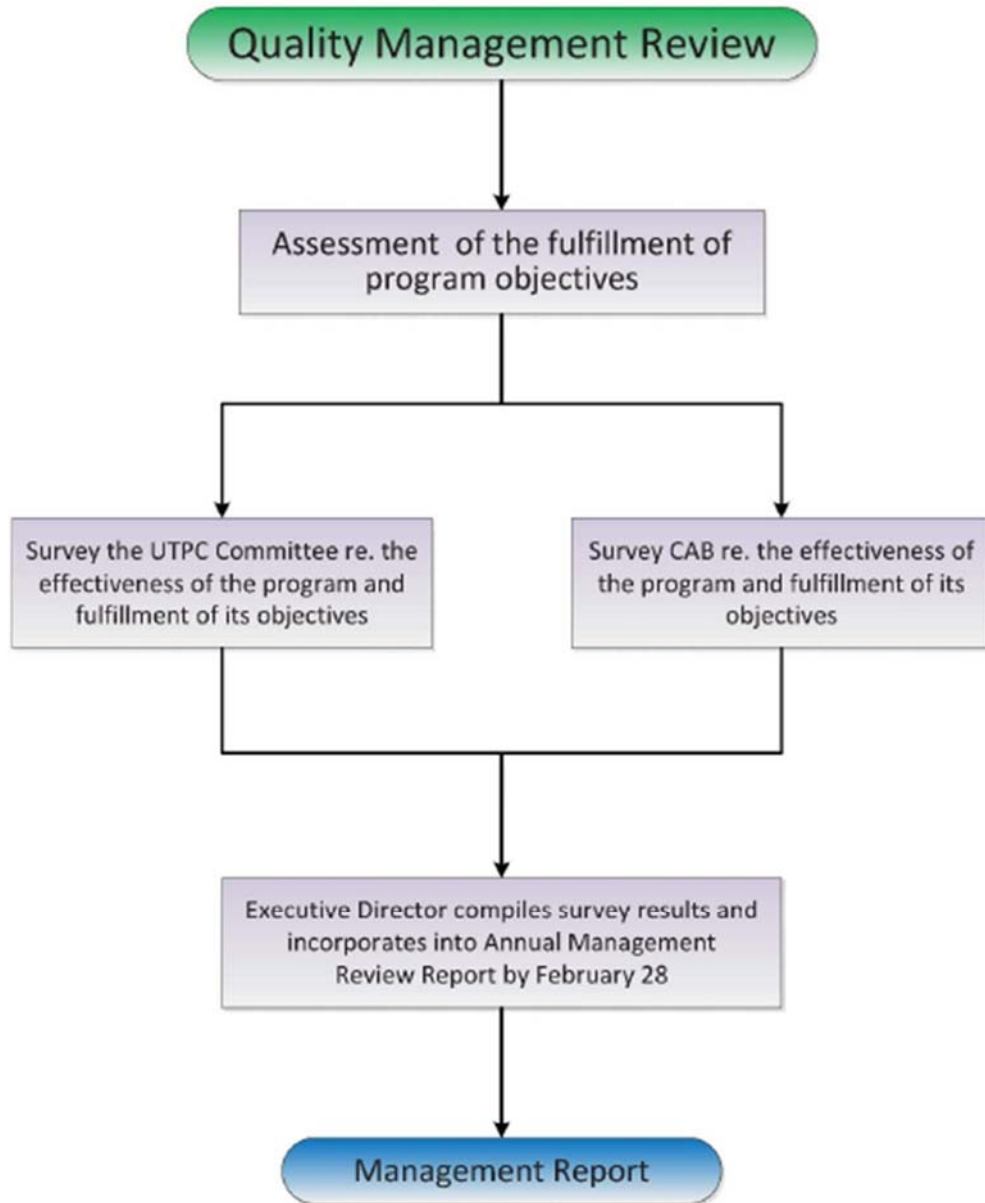 Quality Management Review
Assessment of the fulfillment of
program objectives
Survey the UTPC Committee re. the
effectiveness of the program and
fulfillment of its objectives
Survey CAB re. the effectiveness of
the program and fulfillment of its
objectives
Executive Director compiles survey results and
incorporates into Annual Management
Review Report by February 28
Management Report